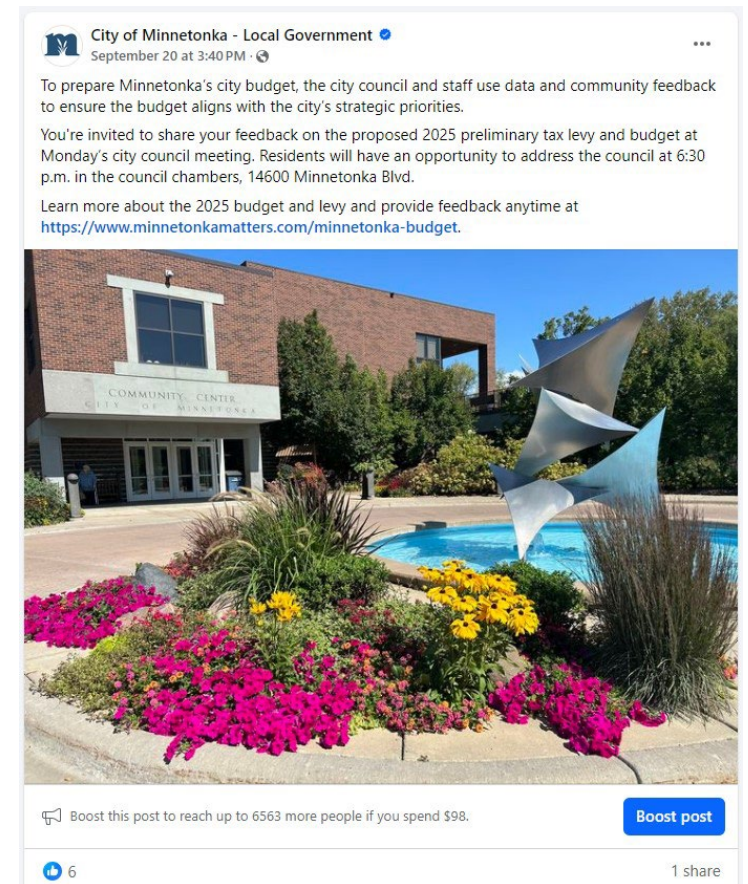 City of Minnetonka - Local Government
September 20 at 3:40 PM ·
To prepare Minnetonka's city budget, the city council and staff use data and community feedback
to ensure the budget aligns with the city's strategic priorities.
You're invited to share your feedback on the proposed 2025 preliminary tax levy and budget at
Monday's city council meeting. Residents will have an opportunity to address the council at 6:30
p.m. in the council chambers, 14600 Minnetonka Blvd.
Learn more about the 2025 budget and levy and provide feedback anytime at
https://www.minnetonkamatters.com/minnetonka-budget.
COMMUNITY CENTER
CITY OF MINNETONKA
Boost this post to reach up to 6563 more people if you spend $98.
Boost post
6
1 share